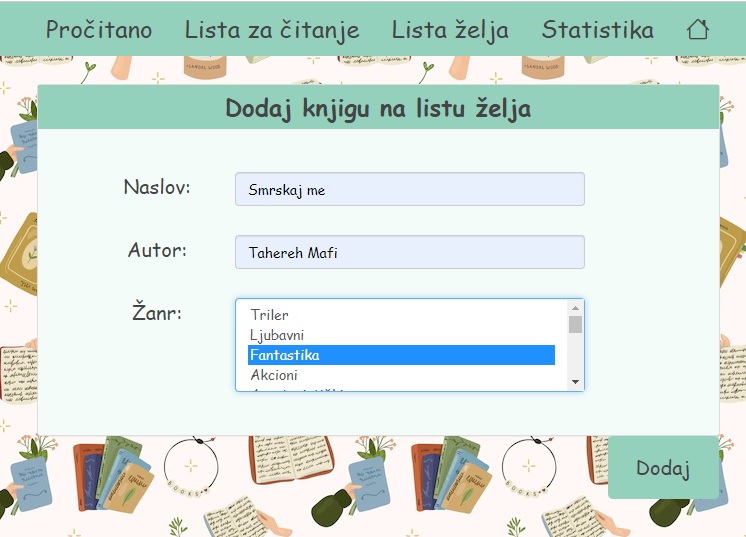 Pročitano Lista za čitanje Lista želja Statistika
Dodaj knjigu na listu želja
Naslov: Smrskaj me
Autor: Tahereh Mafi
Žanr: Triler
Ljubavni
Fantastika
Akcioni
Dodaj